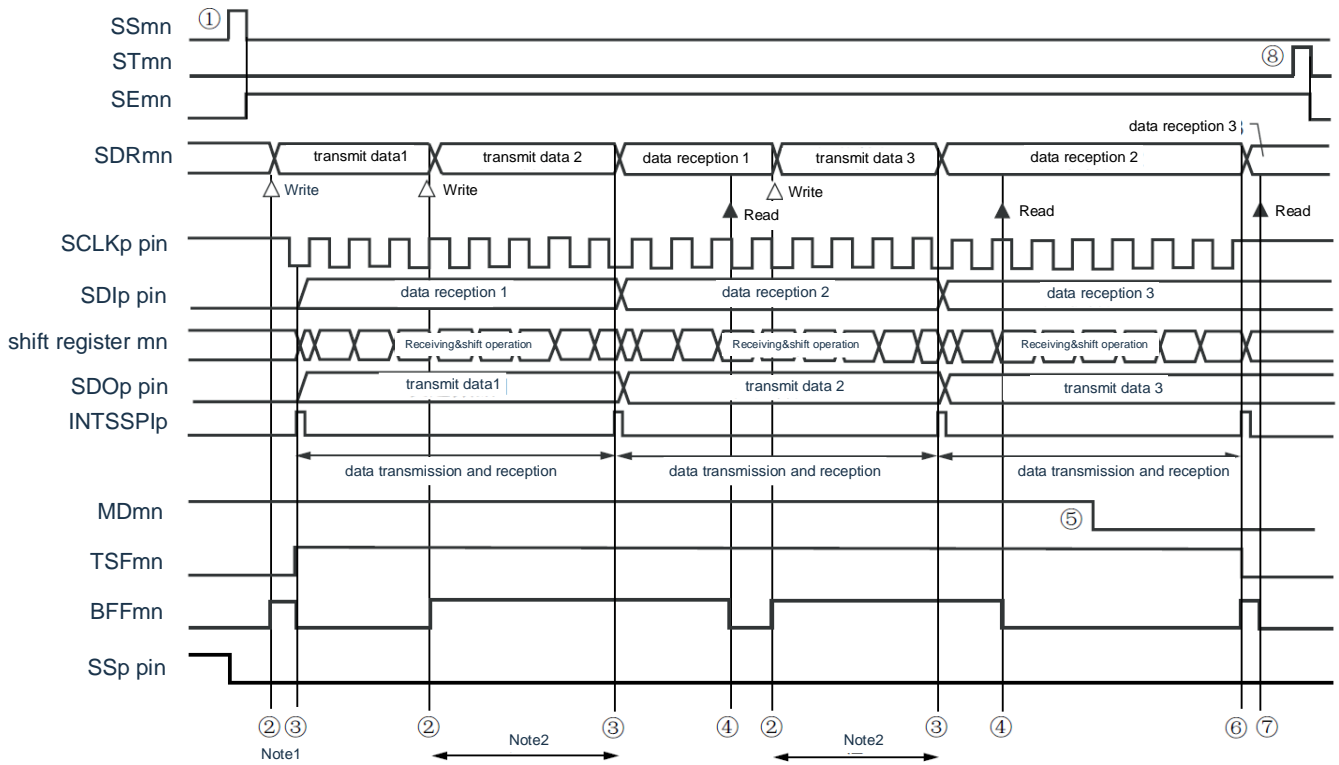 SSmn ①
STmn ⑧
SEmn
data reception 3
SDRmn transmit data1 transmit data 2 data reception 1 transmit data 3 data reception 2
Write Write Write
Read Read Read
SCLKp pin
SDIp pin data reception 1 data reception 2 data reception 3
shift register mn Receiving&shift operation Receiving&shift operation Receiving&shift operation
SDOp pin transmit data1 transmit data 2 transmit data 3
INTSSPIp
data transmission and reception data transmission and reception data transmission and reception
MDmn ⑤
TSFmn
BFFmn
SSp pin
② ③ ② ③ ④ ② ③ ④ ⑥ ⑦
Note1 Note2 Note2